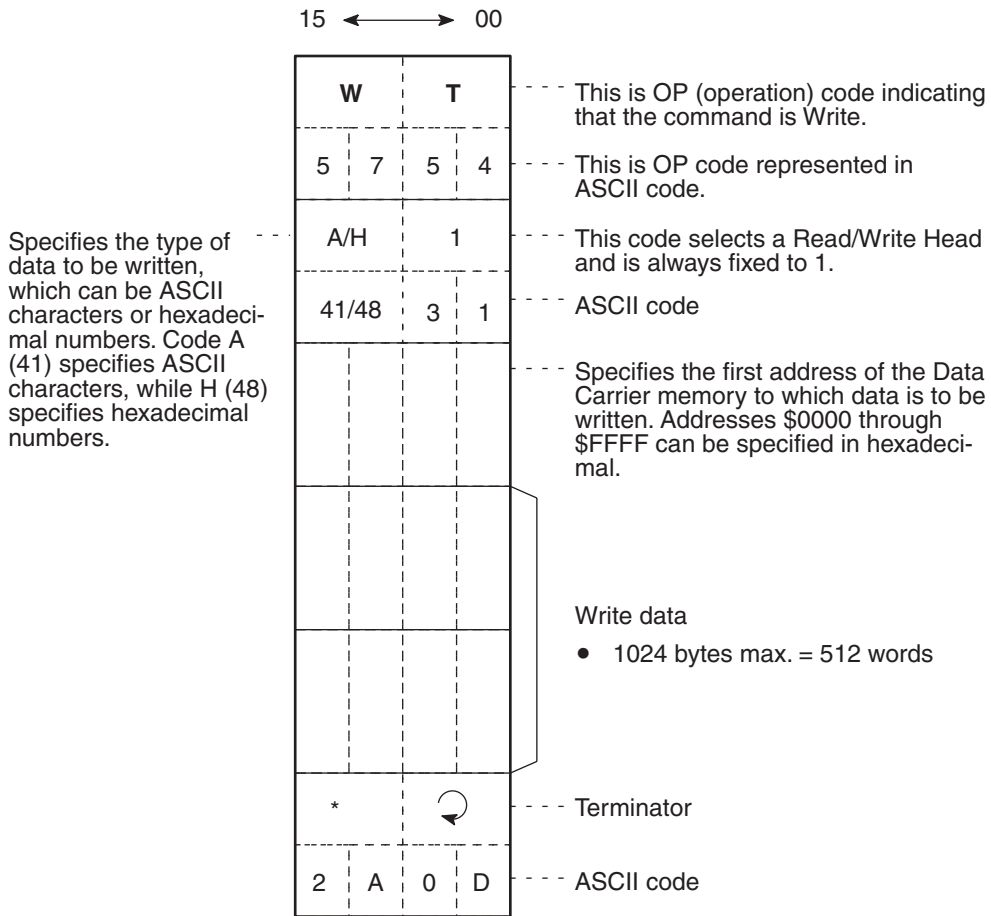 15 00
W T
This is OP (operation) code indicating
that the command is Write.
5 7 5 4
This is OP code represented in
ASCII code.
Specifies the type of
data to be written,
which can be ASCII
characters or hexadeci-
mal numbers. Code A
(41) specifies ASCII
characters, while H (48)
specifies hexadecimal
numbers.
A/H 1
This code selects a Read/Write Head
and is always fixed to 1.
41/48 3 1
ASCII code
Specifies the first address of the Data
Carrier memory to which data is to be
written. Addresses $0000 through
$FFFF can be specified in hexadeci-
mal.
Write data
• 1024 bytes max. = 512 words
*
Terminator
2 A 0 D
ASCII code